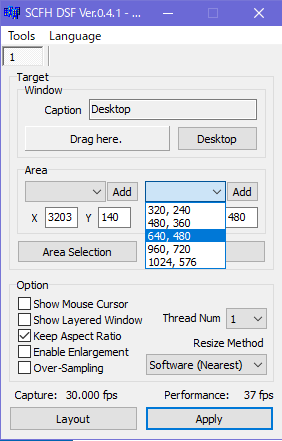 SCFH DSF Ver.0.4.1 - ...
Tools Language
1
Target
Window
Caption Desktop
Drag here. Desktop
Area
Add Add
X 3203 Y 140 480
320, 240
480, 360
640, 480
960, 720
1024, 576
Area Selection
Option
Show Mouse Cursor
Show Layered Window
Keep Aspect Ratio
Enable Enlargement
Over-Sampling
Thread Num 1
Resize Method
Software (Nearest)
Capture: 30.000 fps Performance: 37 fps
Layout Apply